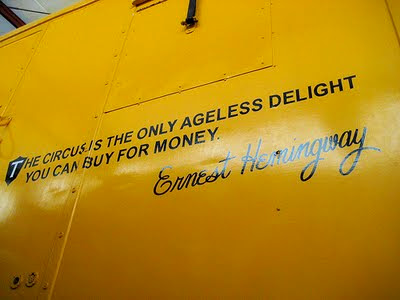 THE CIRCUS IS THE ONLY AGELESS DELIGHT
YOU CAN BUY FOR MONEY.
Ernest Hemingway